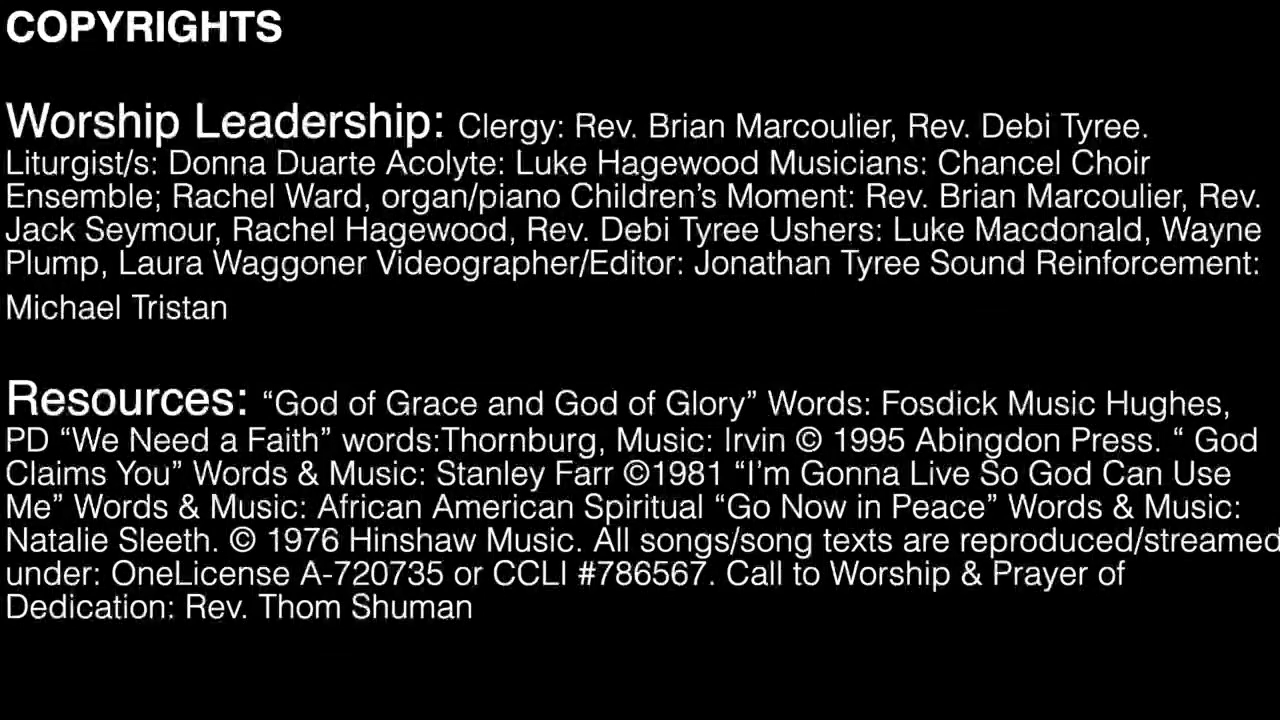 COPYRIGHTS
Worship Leadership: Clergy: Rev. Brian Marcoulier, Rev. Debi Tyree.
Liturgist/s: Donna Duarte Acolyte: Luke Hagewood Musicians: Chancel Choir
Ensemble; Rachel Ward, organ/piano Children’s Moment: Rev. Brian Marcoulier, Rev.
Jack Seymour, Rachel Hagewood, Rev. Debi Tyree Ushers: Luke Macdonald, Wayne
Plump, Laura Waggoner Videographer/Editor: Jonathan Tyree Sound Reinforcement:
Michael Tristan
Resources: “God of Grace and God of Glory” Words: Fosdick Music Hughes,
PD “We Need a Faith” words:Thornburg, Music: Irvin © 1995 Abingdon Press. “ God
Claims You” Words & Music: Stanley Farr ©1981 “I’m Gonna Live So God Can Use
Me” Words & Music: African American Spiritual “Go Now in Peace” Words & Music:
Natalie Sleeth. © 1976 Hinshaw Music. All songs/song texts are reproduced/streamed
under: OneLicense A-720735 or CCLI #786567. Call to Worship & Prayer of
Dedication: Rev. Thom Shuman